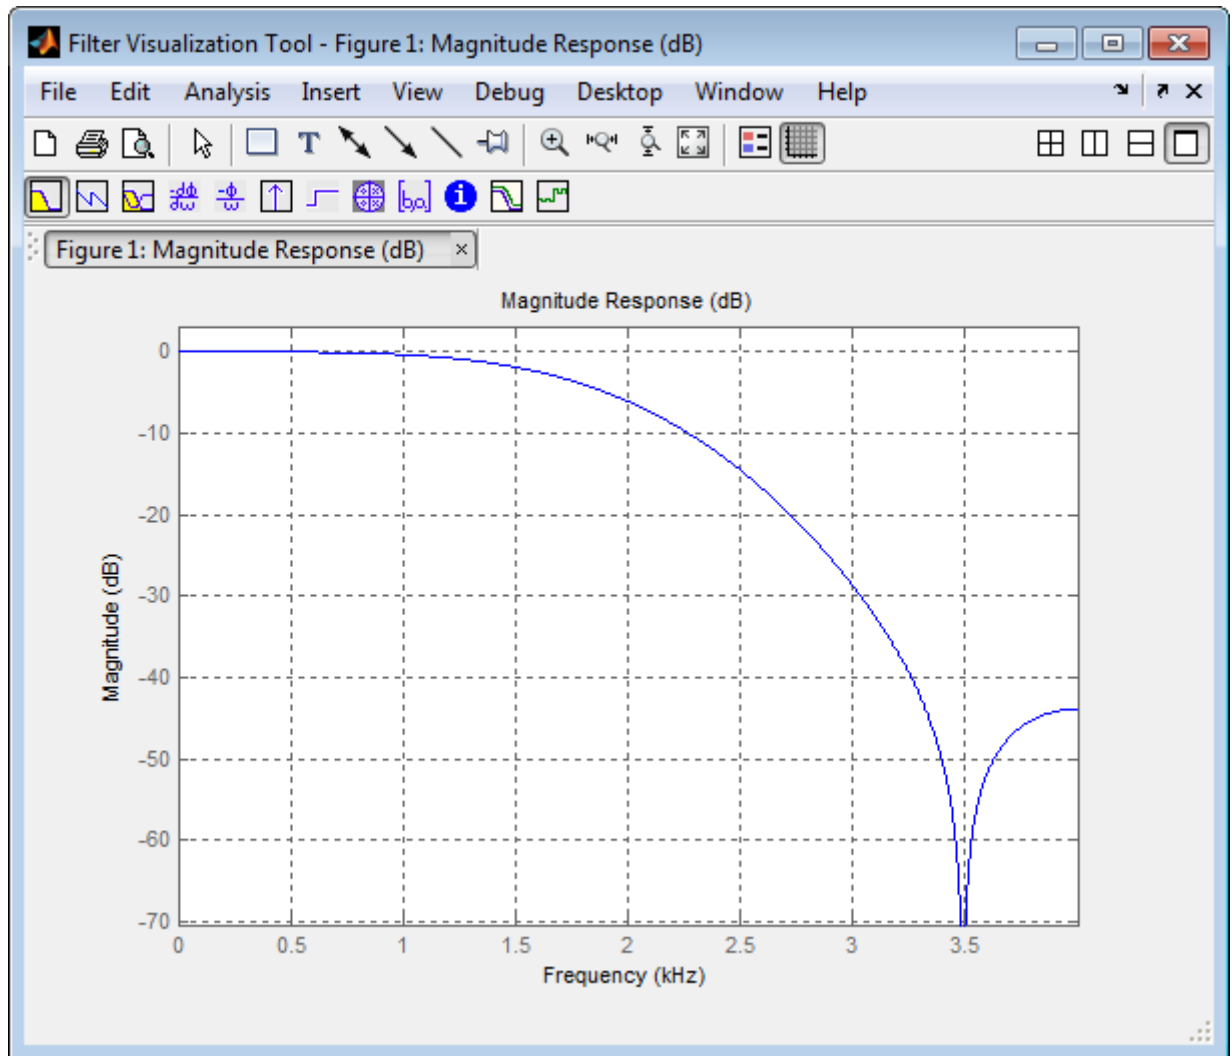 Filter Visualization Tool - Figure 1: Magnitude Response (dB)
File Edit Analysis Insert View Debug Desktop Window Help
T
[b,a] i
Figure 1: Magnitude Response (dB) ×
Magnitude Response (dB)
0
-10
-20
-30
-40
-50
-60
-70
Magnitude (dB)
0 0.5 1 1.5 2 2.5 3 3.5
Frequency (kHz)